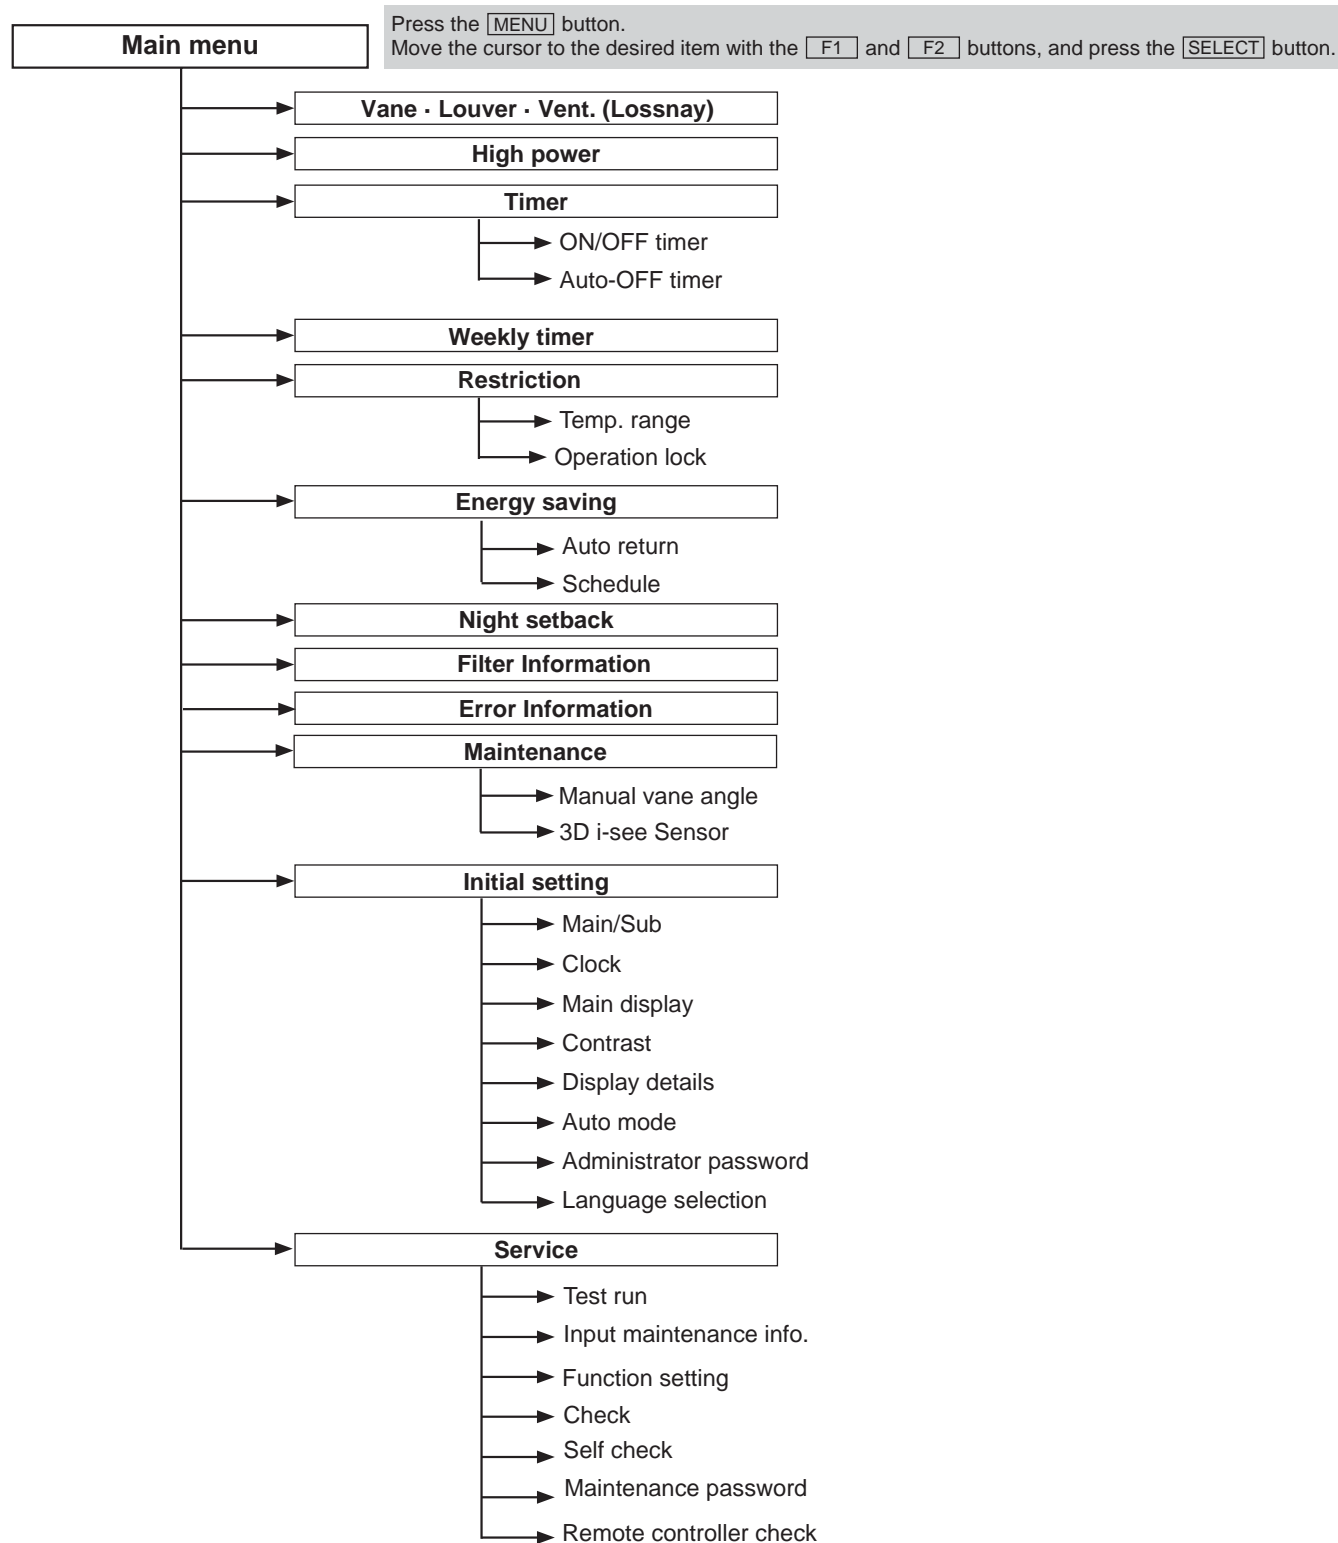 Main menu
Press the MENU button.
Move the cursor to the desired item with the F1 and F2 buttons, and press the SELECT button.
Vane · Louver · Vent. (Lossnay)
High power
Timer
ON/OFF timer
Auto-OFF timer
Weekly timer
Restriction
Temp. range
Operation lock
Energy saving
Auto return
Schedule
Night setback
Filter Information
Error Information
Maintenance
Manual vane angle
3D i-see Sensor
Initial setting
Main/Sub
Clock
Main display
Contrast
Display details
Auto mode
Administrator password
Language selection
Service
Test run
Input maintenance info.
Function setting
Check
Self check
Maintenance password
Remote controller check